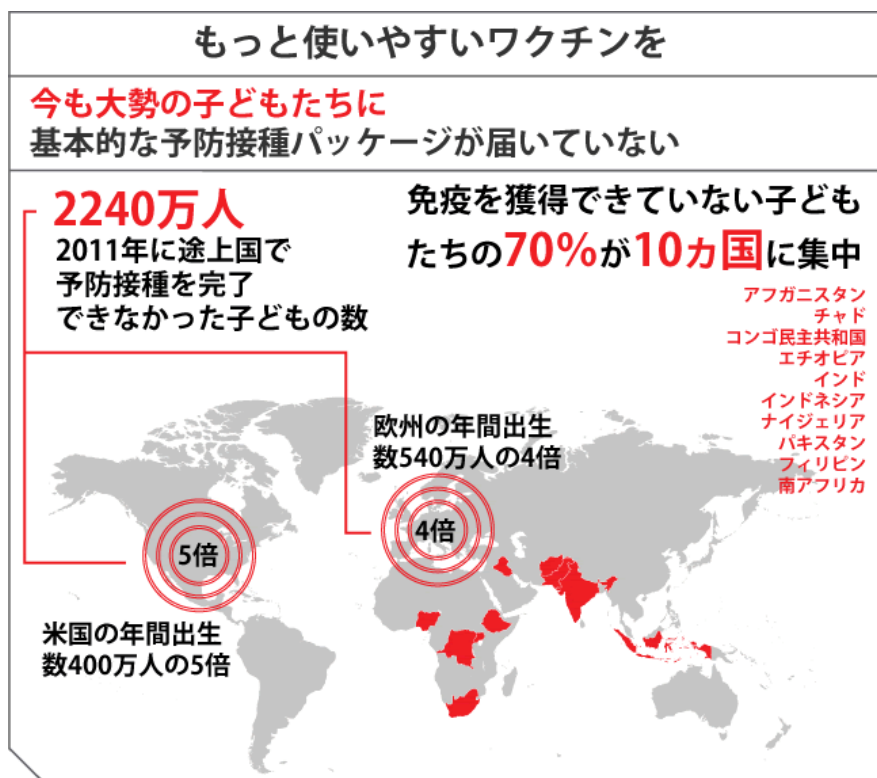 もっと使いやすいワクチンを
今も大勢の子どもたちに
基本的な予防接種パッケージが届いていない
2240万人
2011年に途上国で
予防接種を完了
できなかった子どもの数
免疫を獲得できていない子ども
たちの70%が10カ国に集中
アフガニスタン
チャド
コンゴ民主共和国
エチオピア
インド
インドネシア
ナイジェリア
パキスタン
フィリピン
南アフリカ
欧州の年間出生
数540万人の4倍
4倍
5倍
米国の年間出生
数400万人の5倍